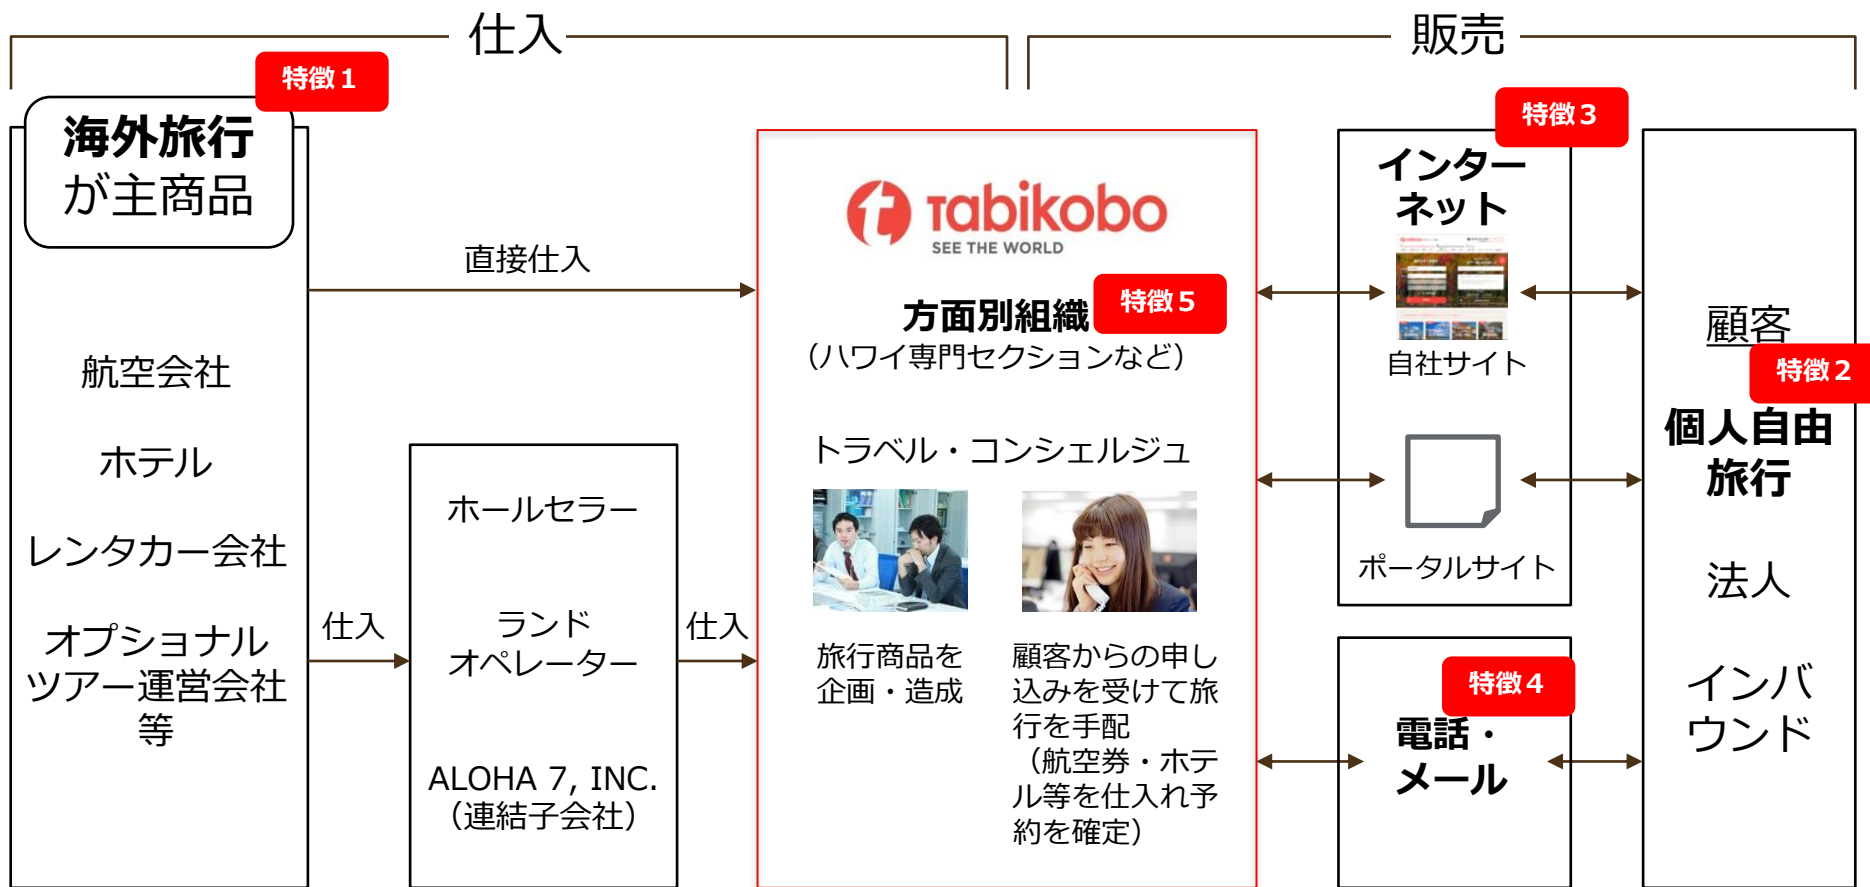 仕入
販売
特徴１
海外旅行
が主商品
航空会社
ホテル
レンタカー会社
オプショナル
ツアー運営会社
等
直接仕入
仕入
ホールセラー
ランド
オペレーター
ALOHA 7, INC.
（連結子会社）
仕入
Tabikobo
SEE THE WORLD
方面別組織
特徴５
（ハワイ専門セクションなど）
トラベル・コンシェルジュ
旅行商品を
企画・造成
顧客からの申し
込みを受けて旅
行を手配
（航空券・ホテ
ル等を仕入れ予
約を確定）
特徴３
インター
ネット
自社サイト
ポータルサイト
特徴４
電話・
メール
顧客
特徴２
個人自由
旅行
法人
インバ
ウンド